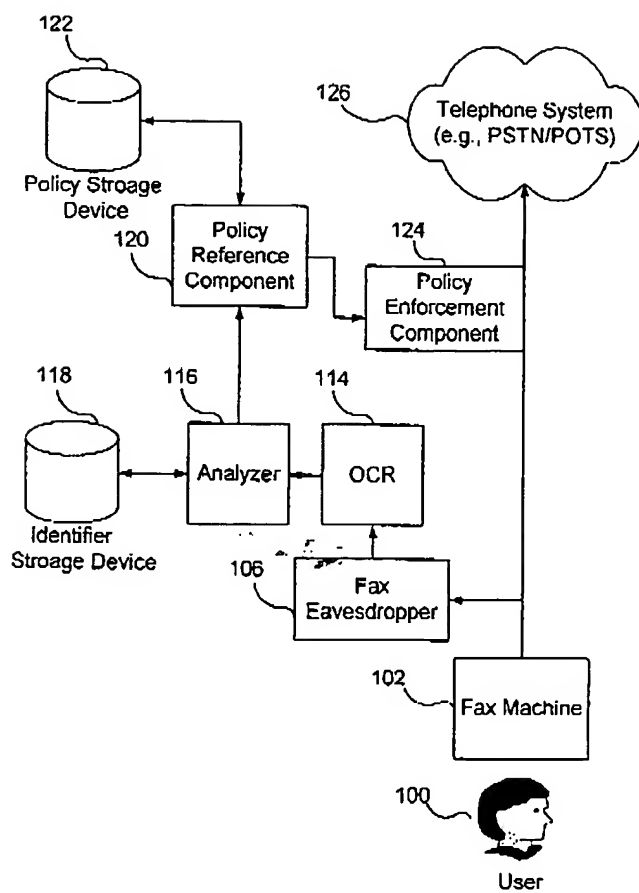 122
126
Telephone System
(e.g., PSTN/POTS)
Policy Stroage
Device
120
Policy
Reference
Component
124
Policy
Enforcement
Component
118
116
114
Analyzer
OCR
Identifier
Stroage Device
106
Fax
Eavesdropper
102
Fax Machine
100
User